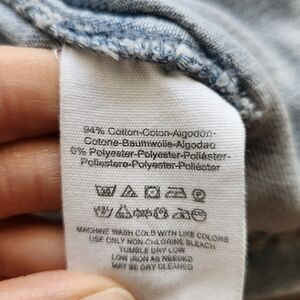 94% Cotton-Coton-Algodón-
Cotone-Baumwolle-Algodao
6% Polyester-Polyester-Poliéster-
Poliestere-Polyester-Poliéster
MACHINE WASH COLD WITH LIKE COLORS
USE ONLY NON-CHLORINE BLEACH
TUMBLE DRY LOW
LOW IRON AS NEEDED
MAY BE DRY CLEANED